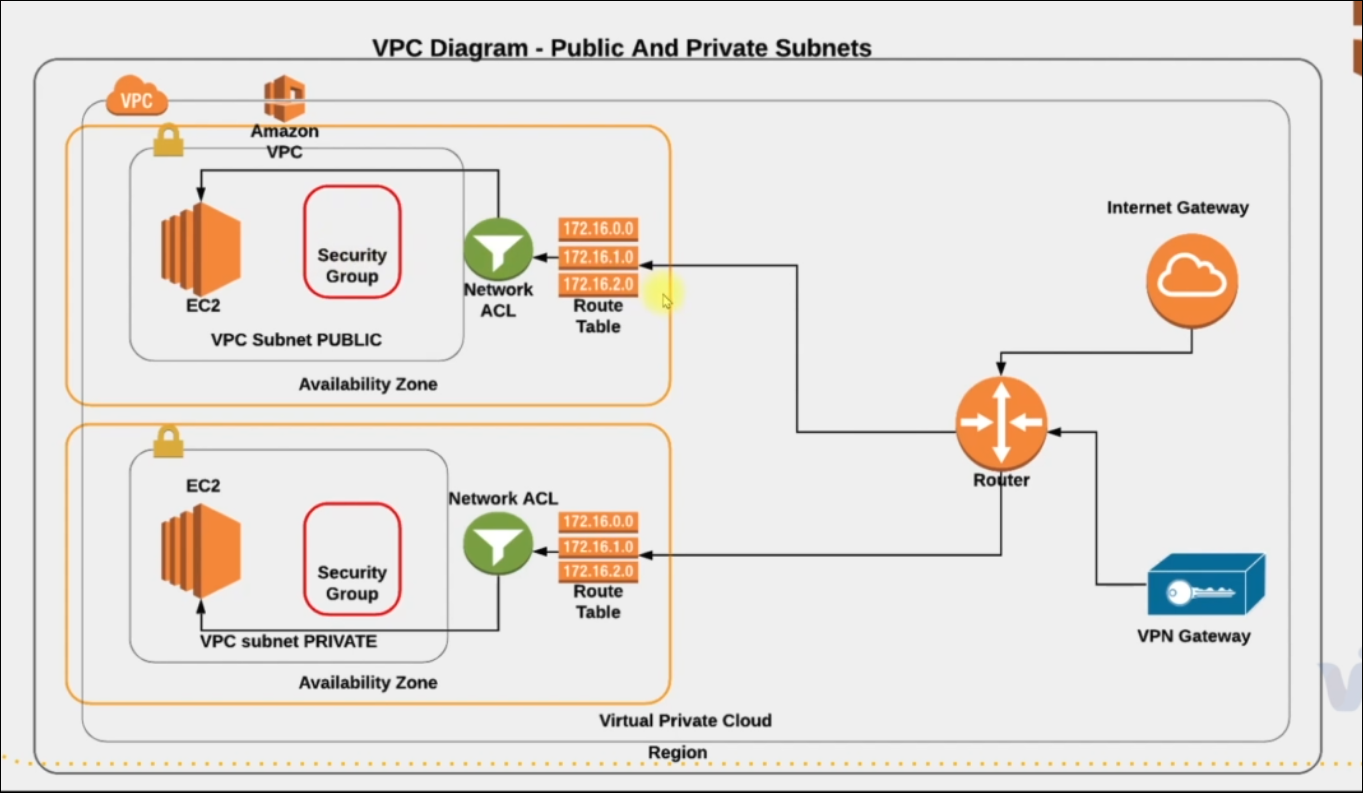 VPC Diagram - Public And Private Subnets
VPC
Amazon
VPC
EC2
Security
Group
VPC Subnet PUBLIC
Availability Zone
Network
ACL
172.16.0.0
172.16.1.0
172.16.2.0
Route
Table
Internet Gateway
Router
VPN Gateway
EC2
Security
Group
VPC subnet PRIVATE
Availability Zone
Network ACL
172.16.0.0
172.16.1.0
172.16.2.0
Route
Table
Virtual Private Cloud
Region